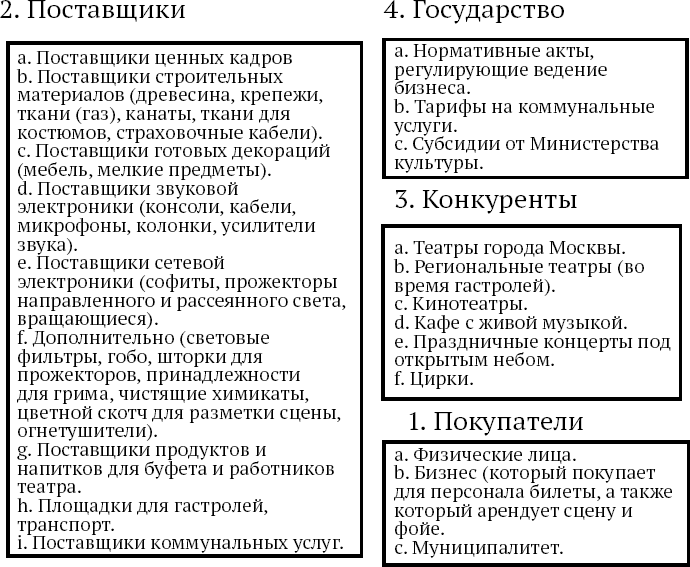 2. Поставщики
a. Поставщики ценных кадров
b. Поставщики строительных
материалов (древесина, крепежи,
ткани (газ), канаты, ткани для
костюмов, страховочные кабели).
c. Поставщики готовых декораций
(мебель, мелкие предметы).
d. Поставщики звуковой
электроники (консоли, кабели,
микрофоны, колонки, усилители
звука).
e. Поставщики сетевой
электроники (софиты, прожекторы
направленного и рассеянного света,
вращающиеся).
f. Дополнительно (световые
фильтры, гобо, шторки для
прожекторов, принадлежности
для грима, чистящие химикаты,
цветной скотч для разметки сцены,
огнетушители).
g. Поставщики продуктов и
напитков для буфета и работников
театра.
h. Площадки для гастролей,
транспорт.
i. Поставщики коммунальных услуг.
4. Государство
a. Нормативные акты,
регулирующие ведение
бизнеса.
b. Тарифы на коммунальные
услуги.
c. Субсидии от Министерства
культуры.
3. Конкуренты
a. Театры города Москвы.
b. Региональные театры (во
время гастролей).
c. Кинотеатры.
d. Кафе с живой музыкой.
e. Праздничные концерты под
открытым небом.
f. Цирки.
1. Покупатели
a. Физические лица.
b. Бизнес (который покупает
для персонала билеты, а также
который арендует сцену и
фойе.
c. Муниципалитет.